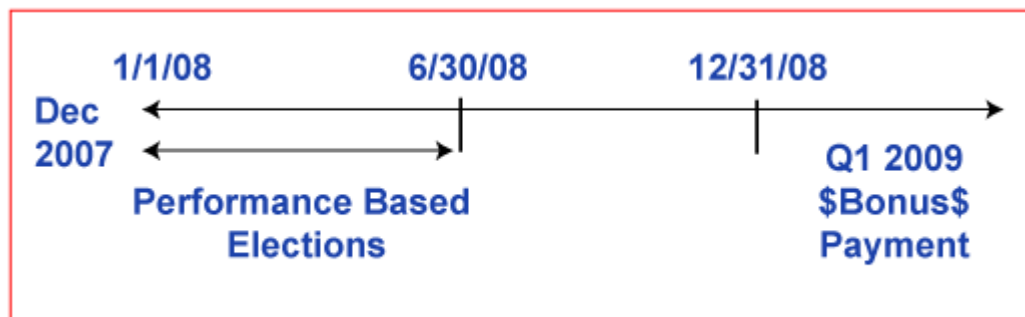 1/1/08 6/30/08 12/31/08
Dec
2007
Performance Based
Elections
Q1 2009
$Bonus$
Payment